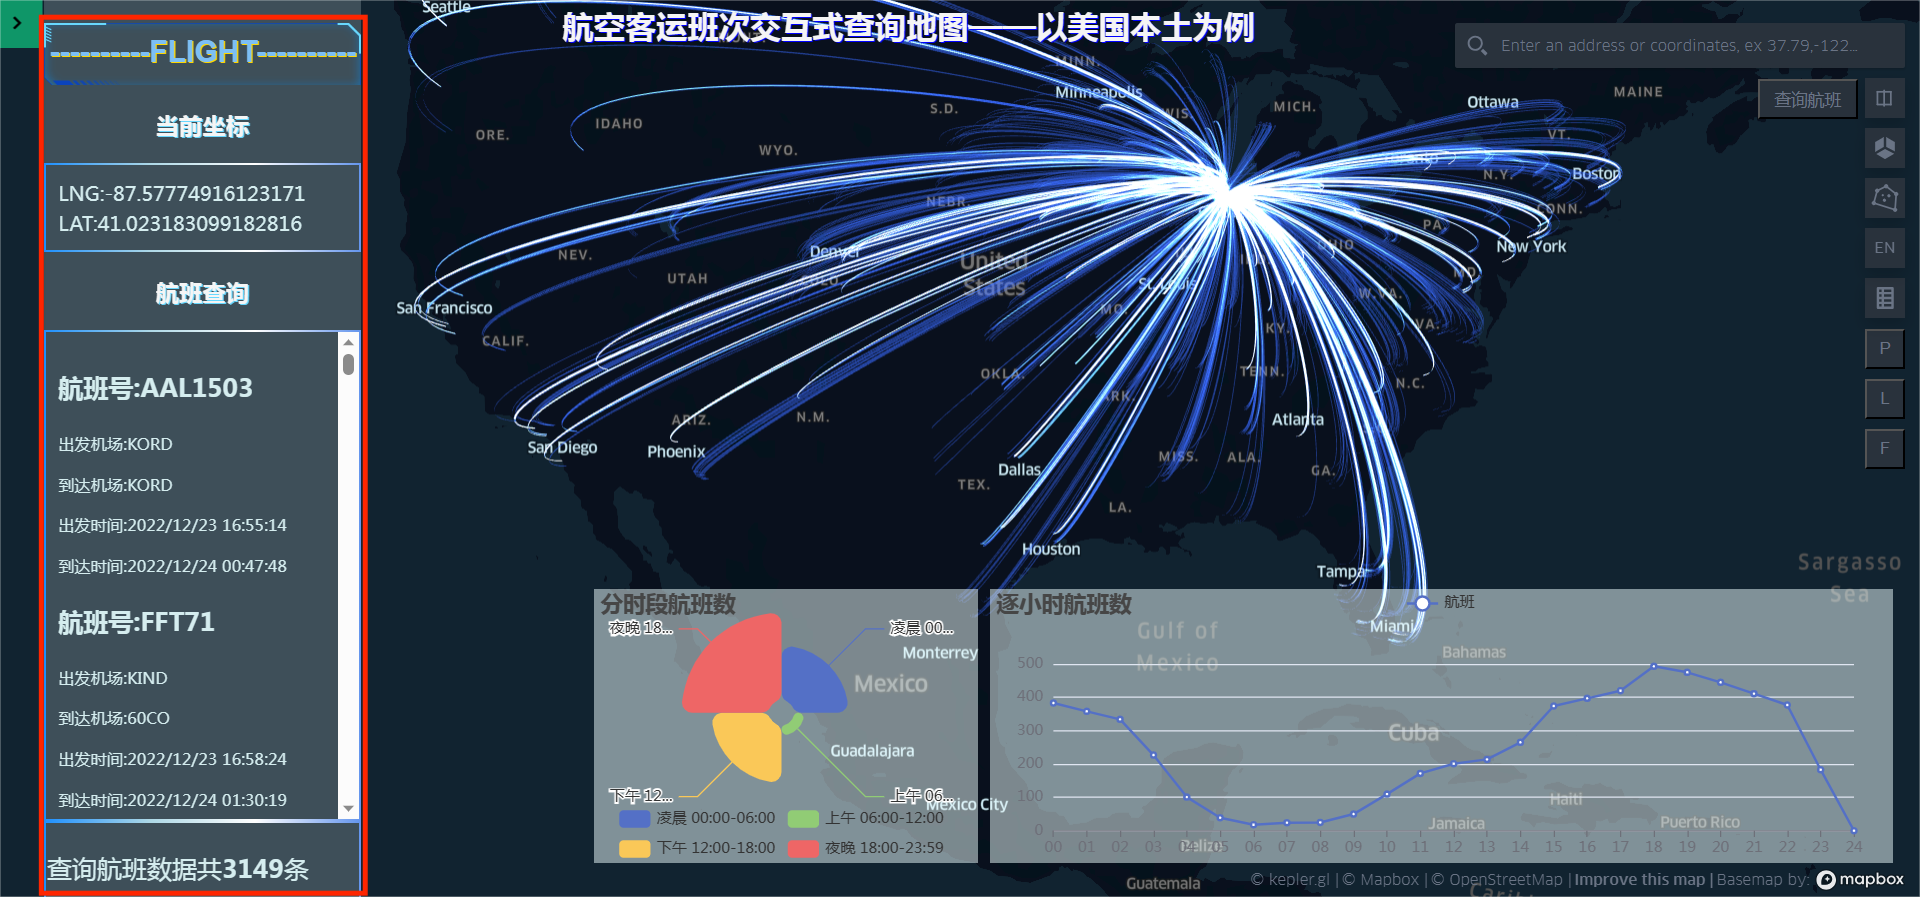 航空客运班次交互式查询地图——以美国本土为例
-----------FLIGHT-----------
当前坐标
LNG:-87.57774916123171
LAT:41.023183099182816
航班查询
航班号:AAL1503
出发机场:KORD
到达机场:KORD
出发时间:2022/12/23 16:55:14
到达时间:2022/12/24 00:47:48
航班号:FFT71
出发机场:KIND
到达机场:60CO
出发时间:2022/12/23 16:58:24
到达时间:2022/12/24 01:30:19
查询航班数据共3149条
Enter an address or coordinates, ex 37.79,-122...
查询航班
EN
P
L
F
Seattle
MINN.
Minneapolis
WIS.
MICH.
Ottawa
MAINE
S.D.
IDAHO
ORE.
WYO.
VT.
Boston
N.Y.
NEBR.
CONN.
PA.
New York
NEV.
UTAH
Denver
COLO.
United
States
St. Louis
OHIO
MD.
W.VA.
San Francisco
CALIF.
MO.
KY.
VA.
OKLA.
TENN.
N.C.
ARK.
ARIZ.
N.M.
Atlanta
San Diego
Phoenix
Dallas
MISS.
ALA.
GA.
TEX.
LA.
Houston
Tampa
Miami
Sargasso
Sea
Gulf of
Mexico
Bahamas
Monterrey
Mexico
Cuba
Guadalajara
Mexico City
Haiti
Jamaica
Puerto Rico
Belize
Guatemala
分时段航班数
夜晚 18...
凌晨 00...
下午 12...
上午 06...
凌晨 00:00-06:00
上午 06:00-12:00
下午 12:00-18:00
夜晚 18:00-23:59
逐小时航班数
航班
500
400
300
200
100
0
00 01 02 03 04 05 06 07 08 09 10 11 12 13 14 15 16 17 18 19 20 21 22 23 24
© kepler.gl | © Mapbox | © OpenStreetMap | Improve this map | Basemap by: mapbox